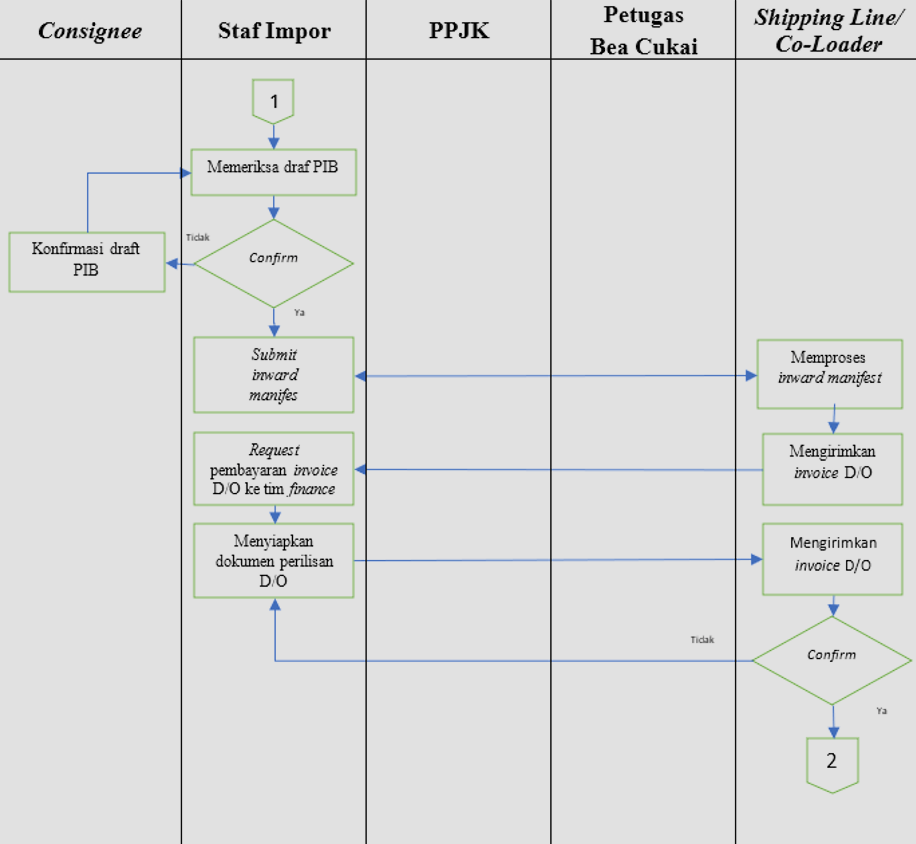 Consignee
Staf Impor
PPJK
Petugas
Bea Cukai
Shipping Line/
Co-Loader
1
Memeriksa draf PIB
Tidak
Konfirmasi draft
PIB
Confirm
Ya
Submit
inward
manifes
Memproses
inward manifest
Request
pembayaran invoice
D/O ke tim finance
Mengirimkan
invoice D/O
Menyiapkan
dokumen perilisan
D/O
Mengirimkan
invoice D/O
Tidak
Confirm
Ya
2